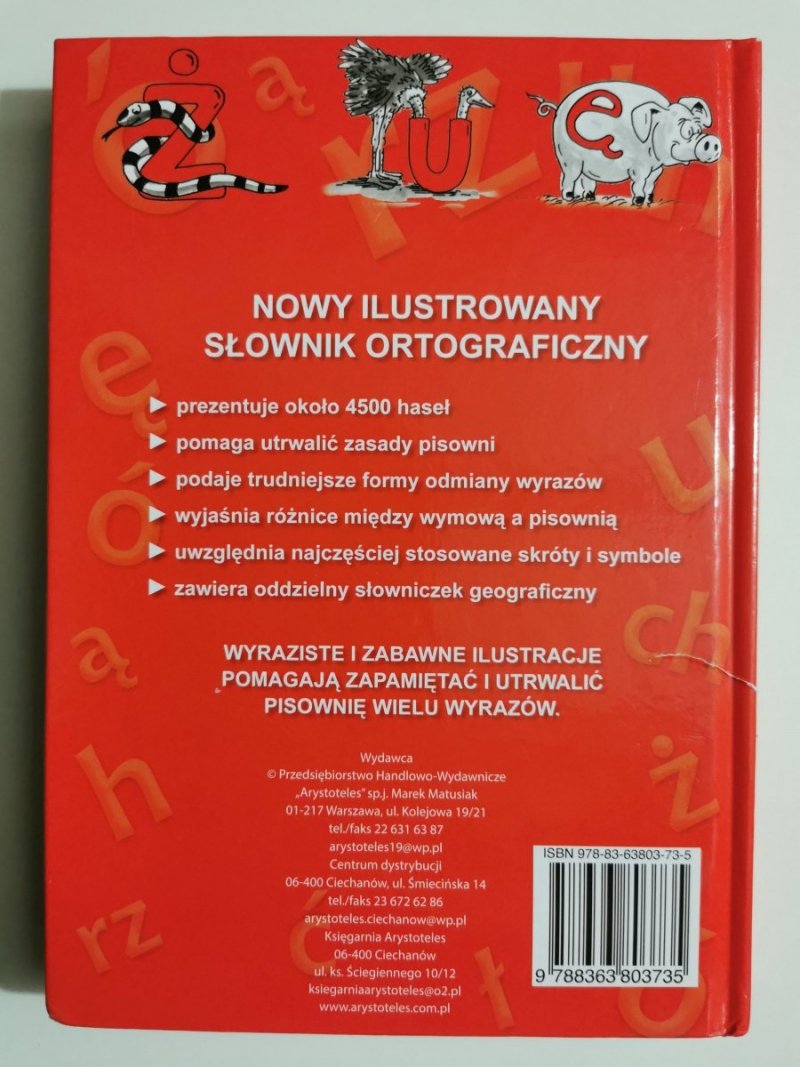 Ż u ę
ą rz u
NOWY ILUSTROWANY
SŁOWNIK ORTOGRAFICZNY
▶ prezentuje około 4500 haseł
▶ pomaga utrwalić zasady pisowni
▶ podaje trudniejsze formy odmiany wyrazów
▶ wyjaśnia różnice między wymową a pisownią
▶ uwzględnia najczęściej stosowane skróty i symbole
▶ zawiera oddzielny słowniczek geograficzny
ę
u
ó
ą
ch
h
ż
rz
ć
t
ó
WYRAZISTE I ZABAWNE ILUSTRACJE
POMAGAJĄ ZAPAMIĘTAĆ I UTRWALIĆ
PISOWNIĘ WIELU WYRAZÓW.
Wydawca
© Przedsiębiorstwo Handlowo-Wydawnicze
„Arystoteles" sp.j. Marek Matusiak
01-217 Warszawa, ul. Kolejowa 19/21
tel./faks 22 631 63 87
arystoteles19@wp.pl
Centrum dystrybucji
06-400 Ciechanów, ul. Śmiecińska 14
tel./faks 23 672 62 86
arystoteles.ciechanow@wp.pl
Księgarnia Arystoteles
06-400 Ciechanów
ul. ks. Ściegiennego 10/12
ksiegarniaarystoteles@o2.pl
www.arystoteles.com.pl
ISBN 978-83-63803-73-5
9 788363 803735